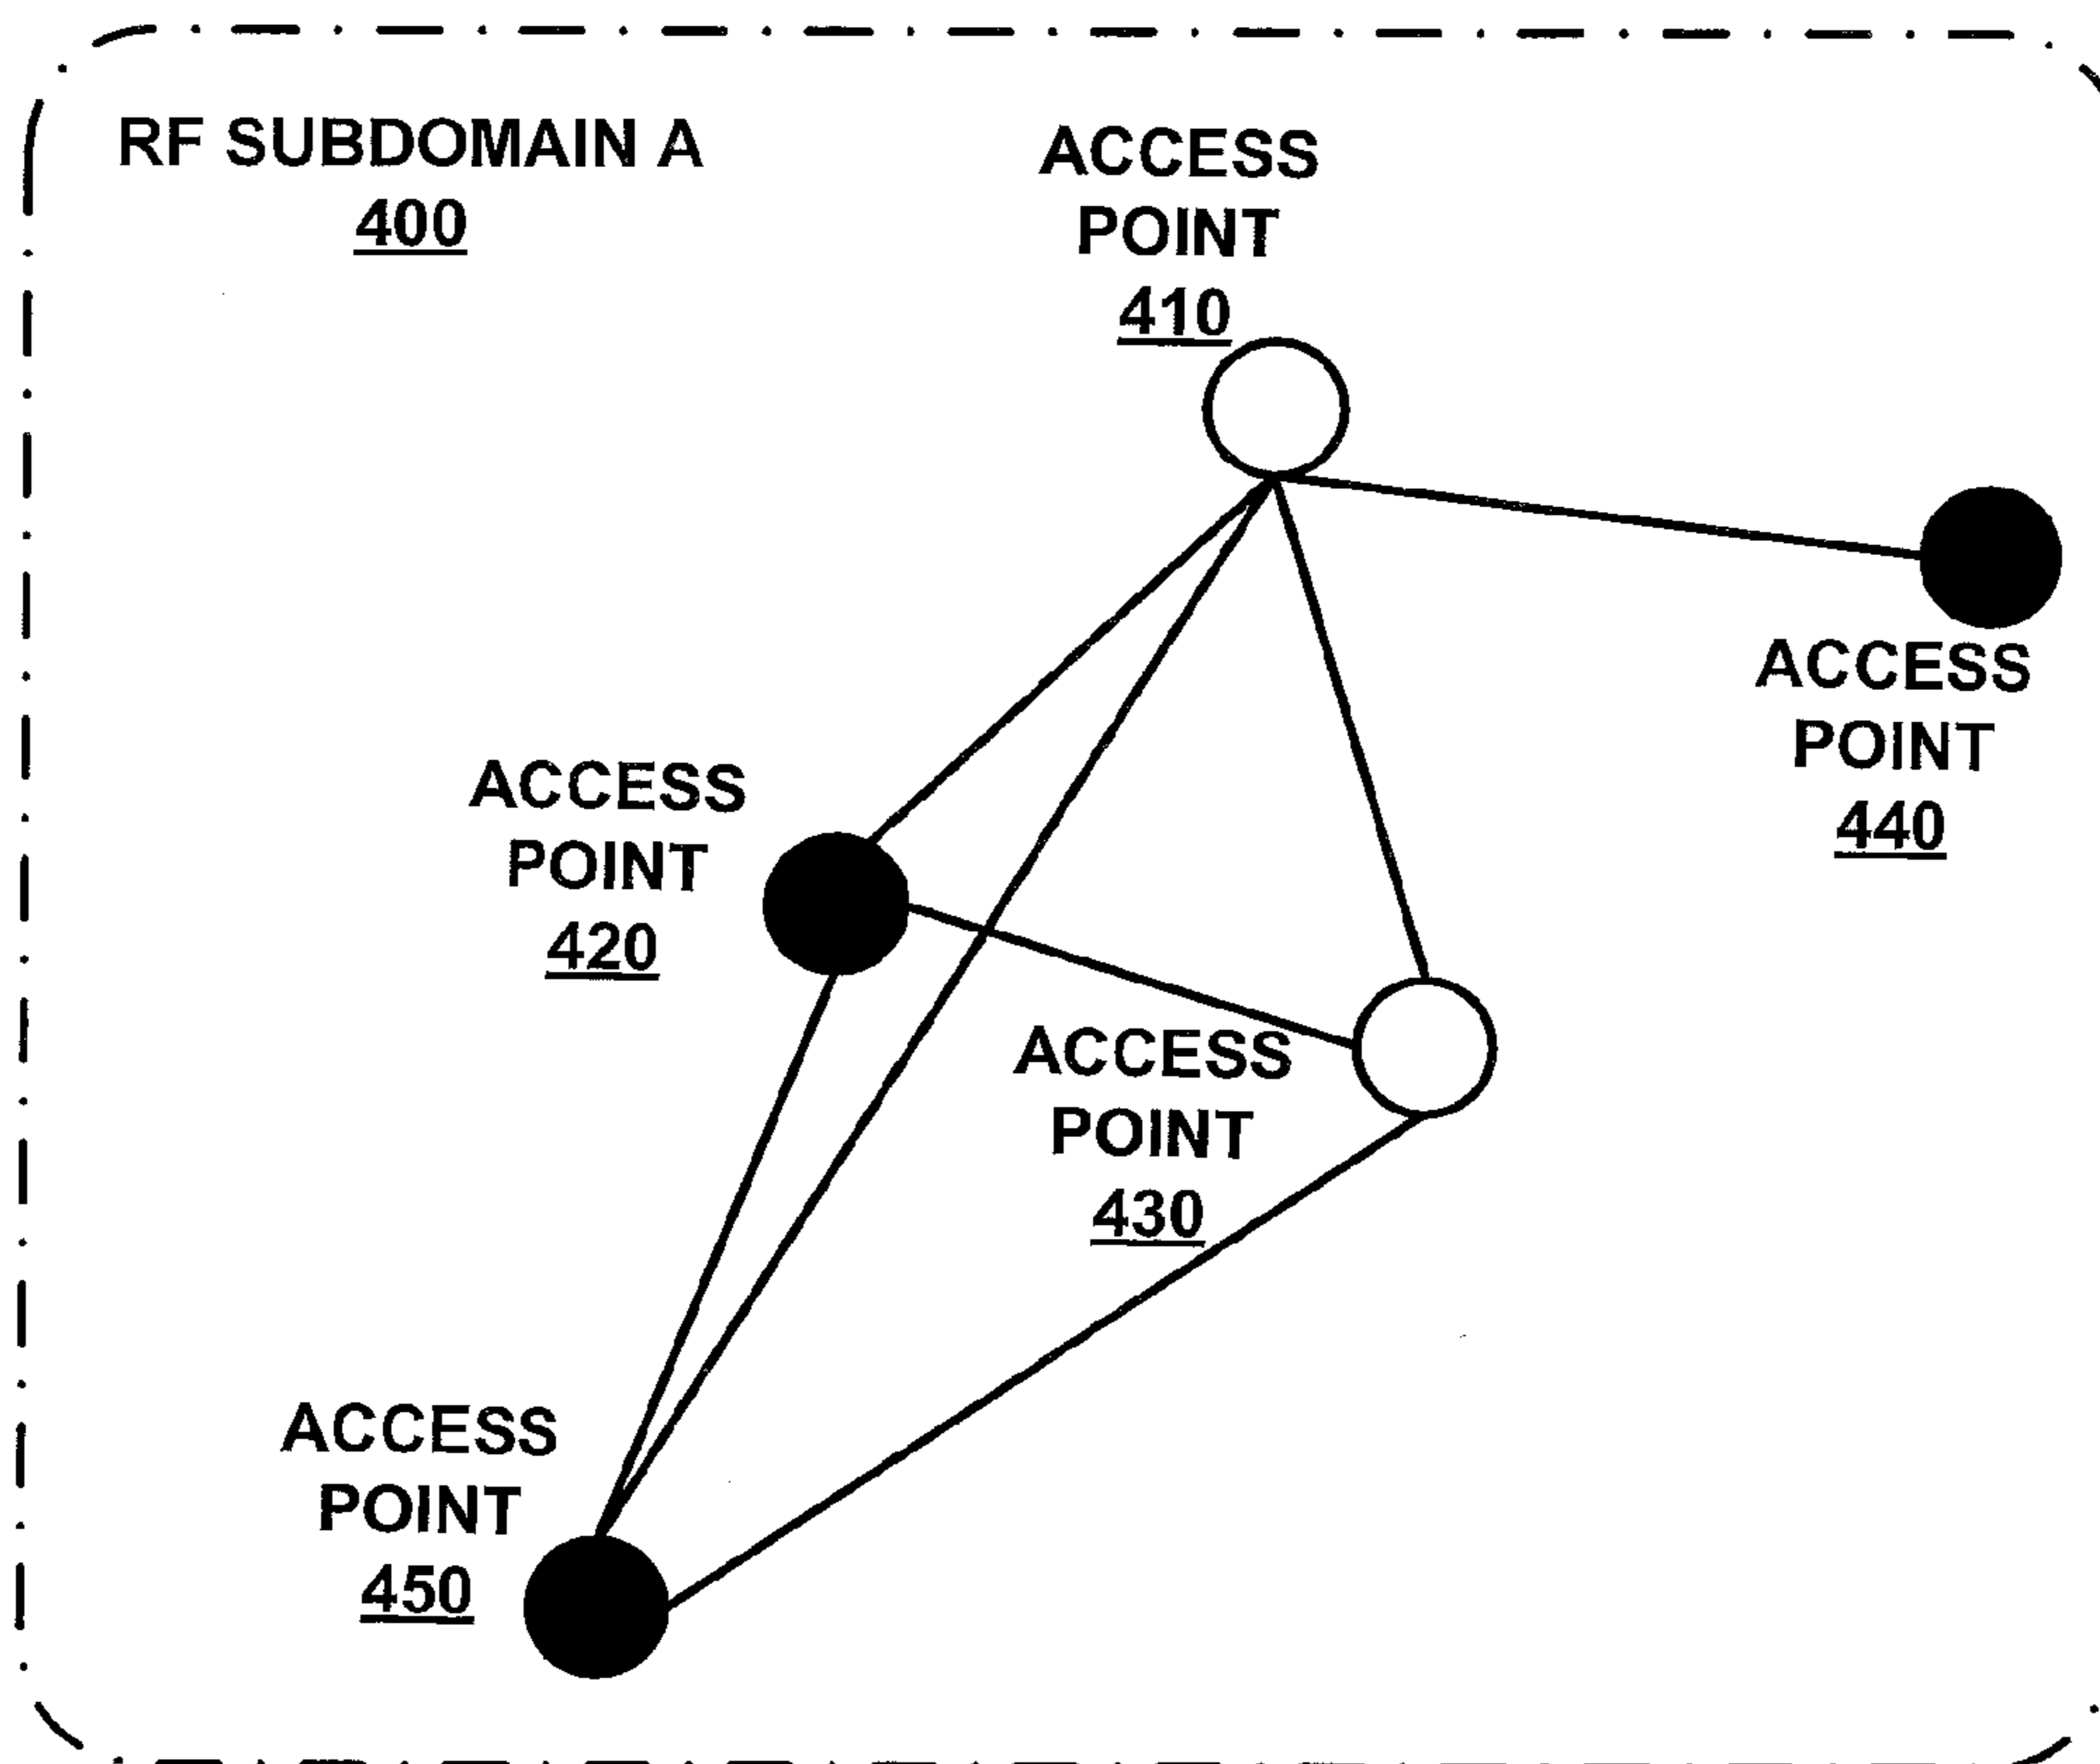 RF SUBDOMAIN A
400
ACCESS
POINT
410
ACCESS
POINT
440
ACCESS
POINT
420
ACCESS
POINT
430
ACCESS
POINT
450